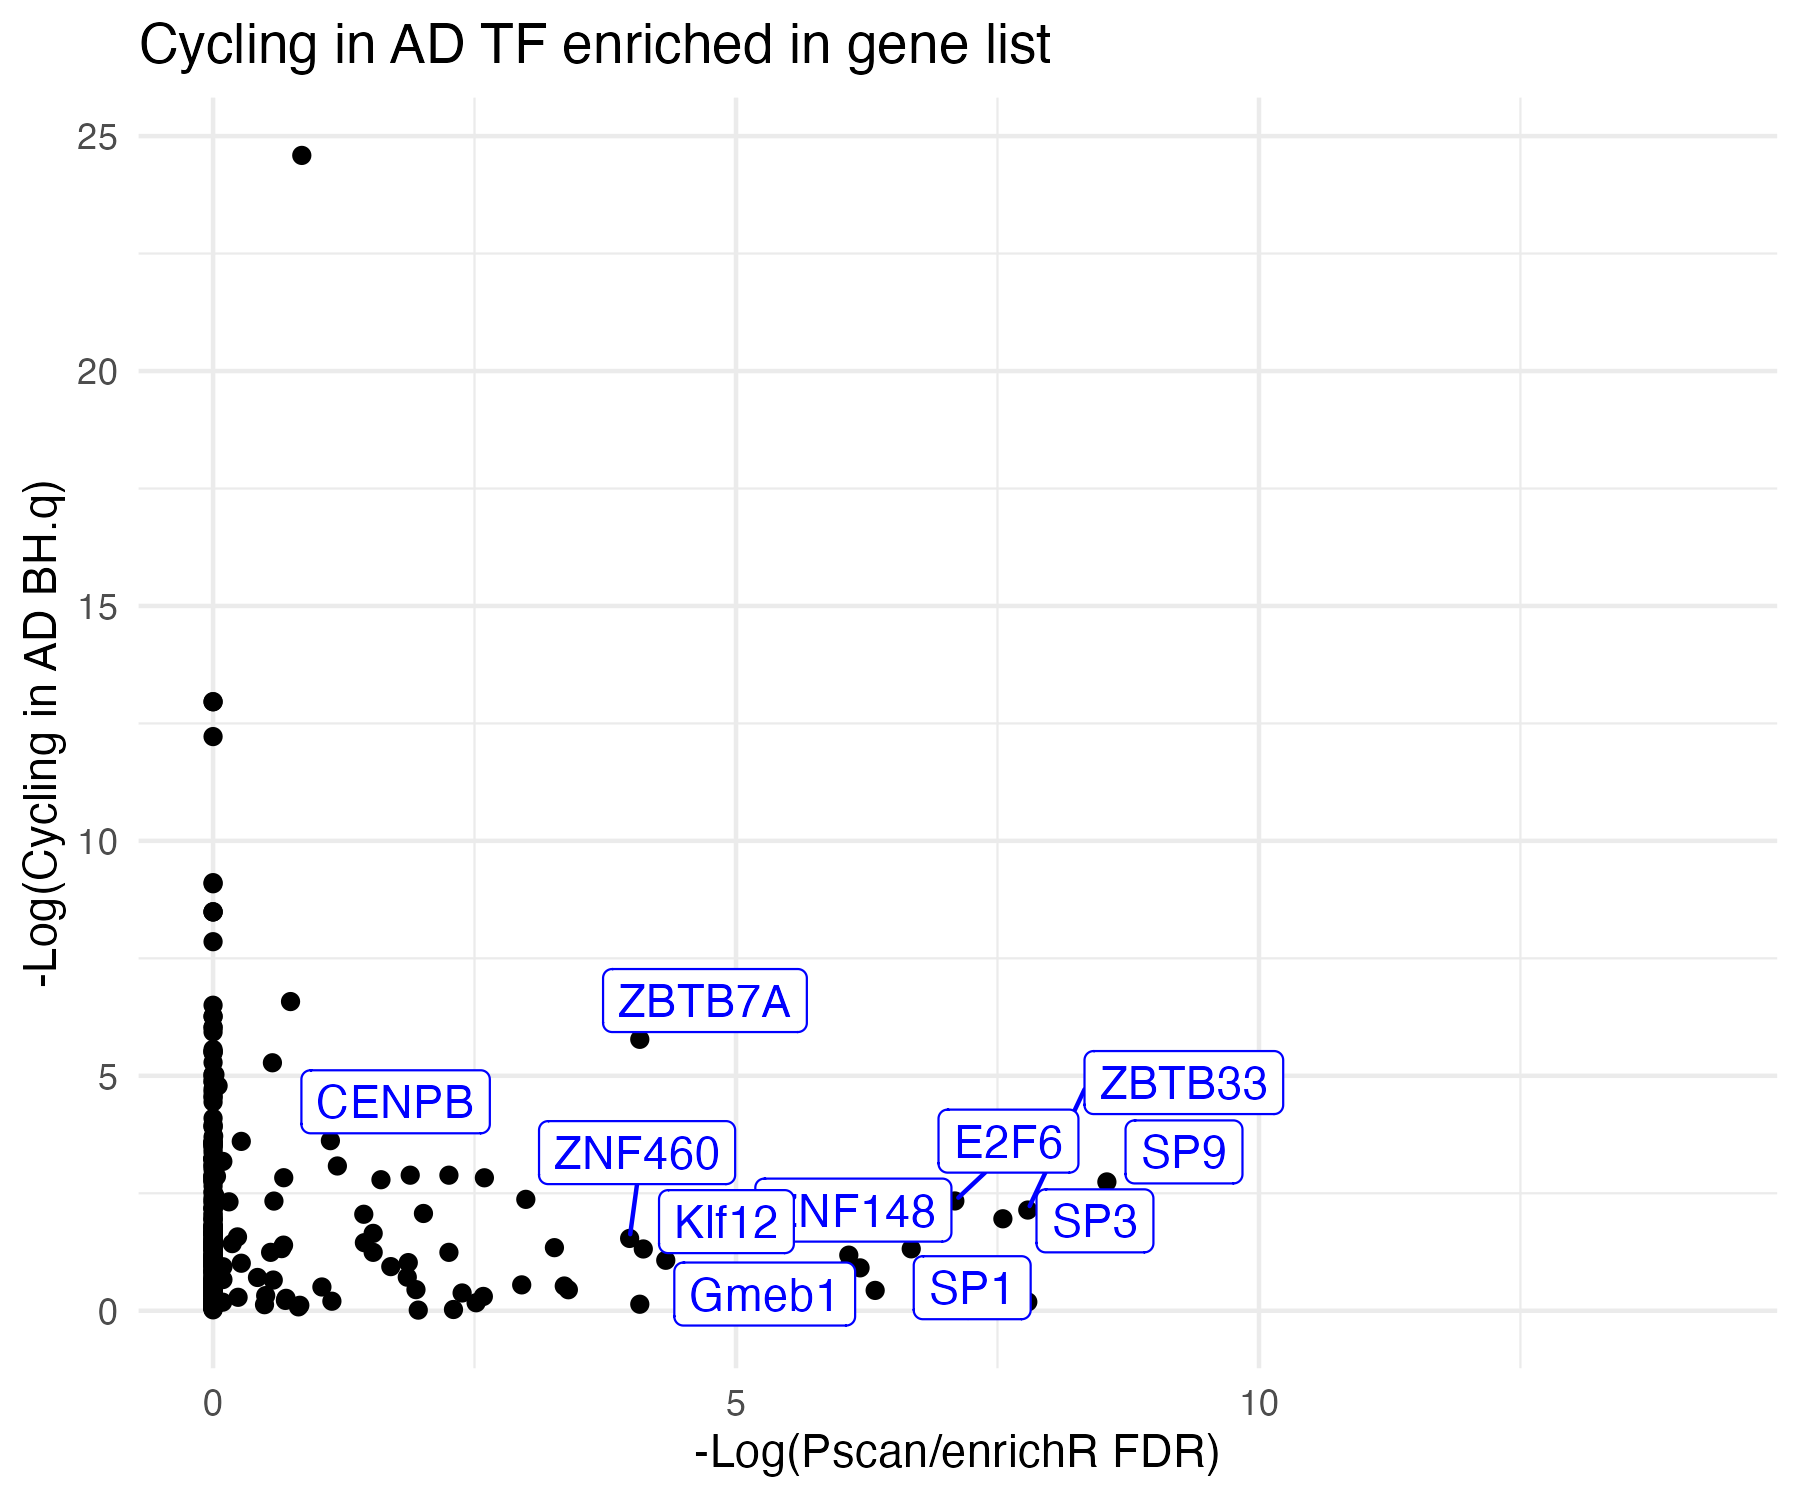 Cycling in AD TF enriched in gene list
-Log(Cycling in AD BH.q)
25
20
15
10
5
0
ZBTB7A
CENPB
ZBTB33
E2F6
SP9
ZNF460
Klf12
NF148
SP3
Gmeb1
SP1
0
5
10
-Log(Pscan/enrichR FDR)